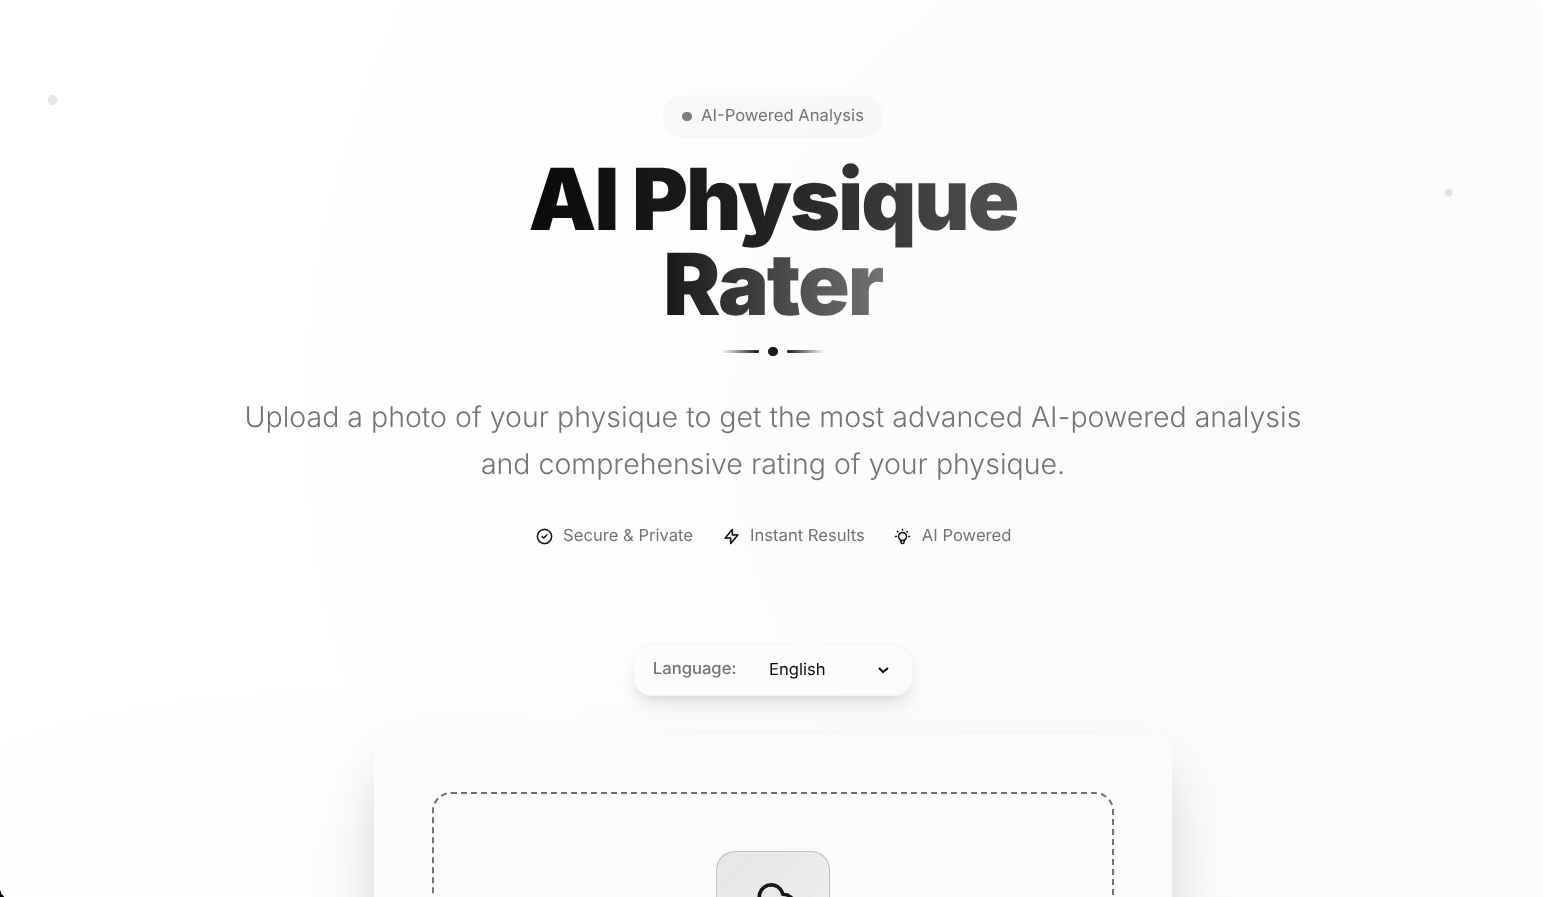 AI-Powered Analysis
AI Physique
Rater
Upload a photo of your physique to get the most advanced AI-powered analysis
and comprehensive rating of your physique.
Secure & Private
Instant Results
AI Powered
Language:
English